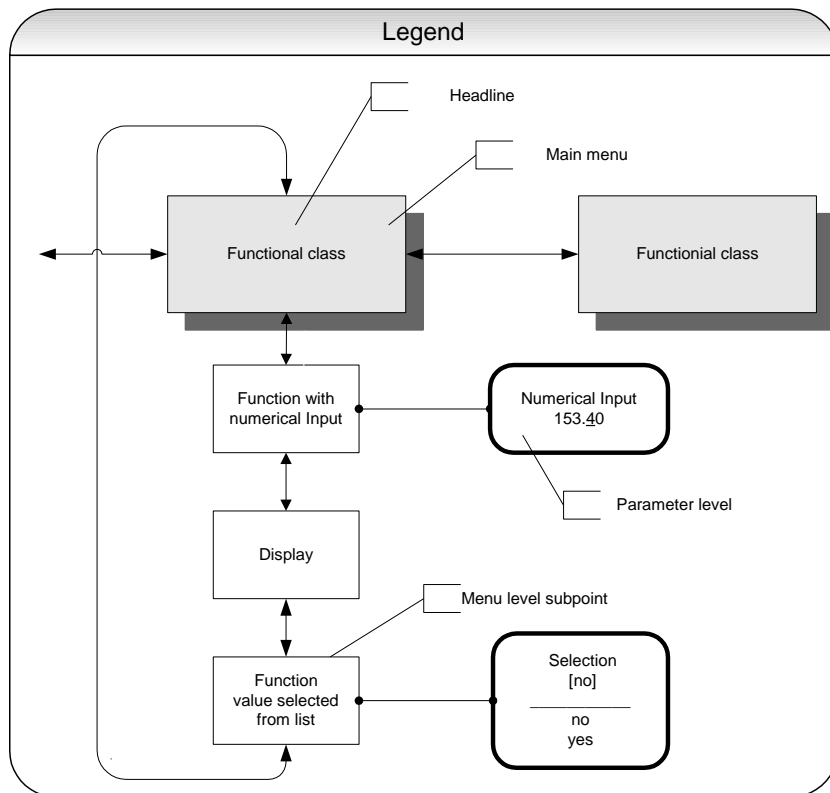 Legend
Headline
Main menu
Functional class
Functionial class
Function with
numerical Input
Numerical Input
153.40
Parameter level
Display
Menu level subpoint
Function
value selected
from list
Selection
[no]
no
yes